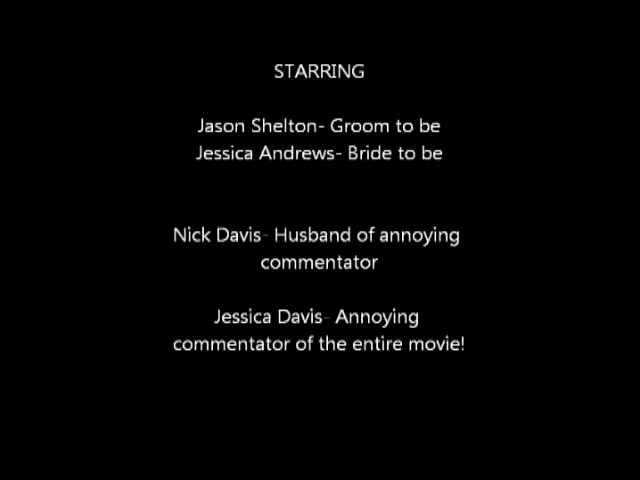 STARRING
Jason Shelton- Groom to be
Jessica Andrews- Bride to be
Nick Davis- Husband of annoying
commentator
Jessica Davis- Annoying
commentator of the entire movie!